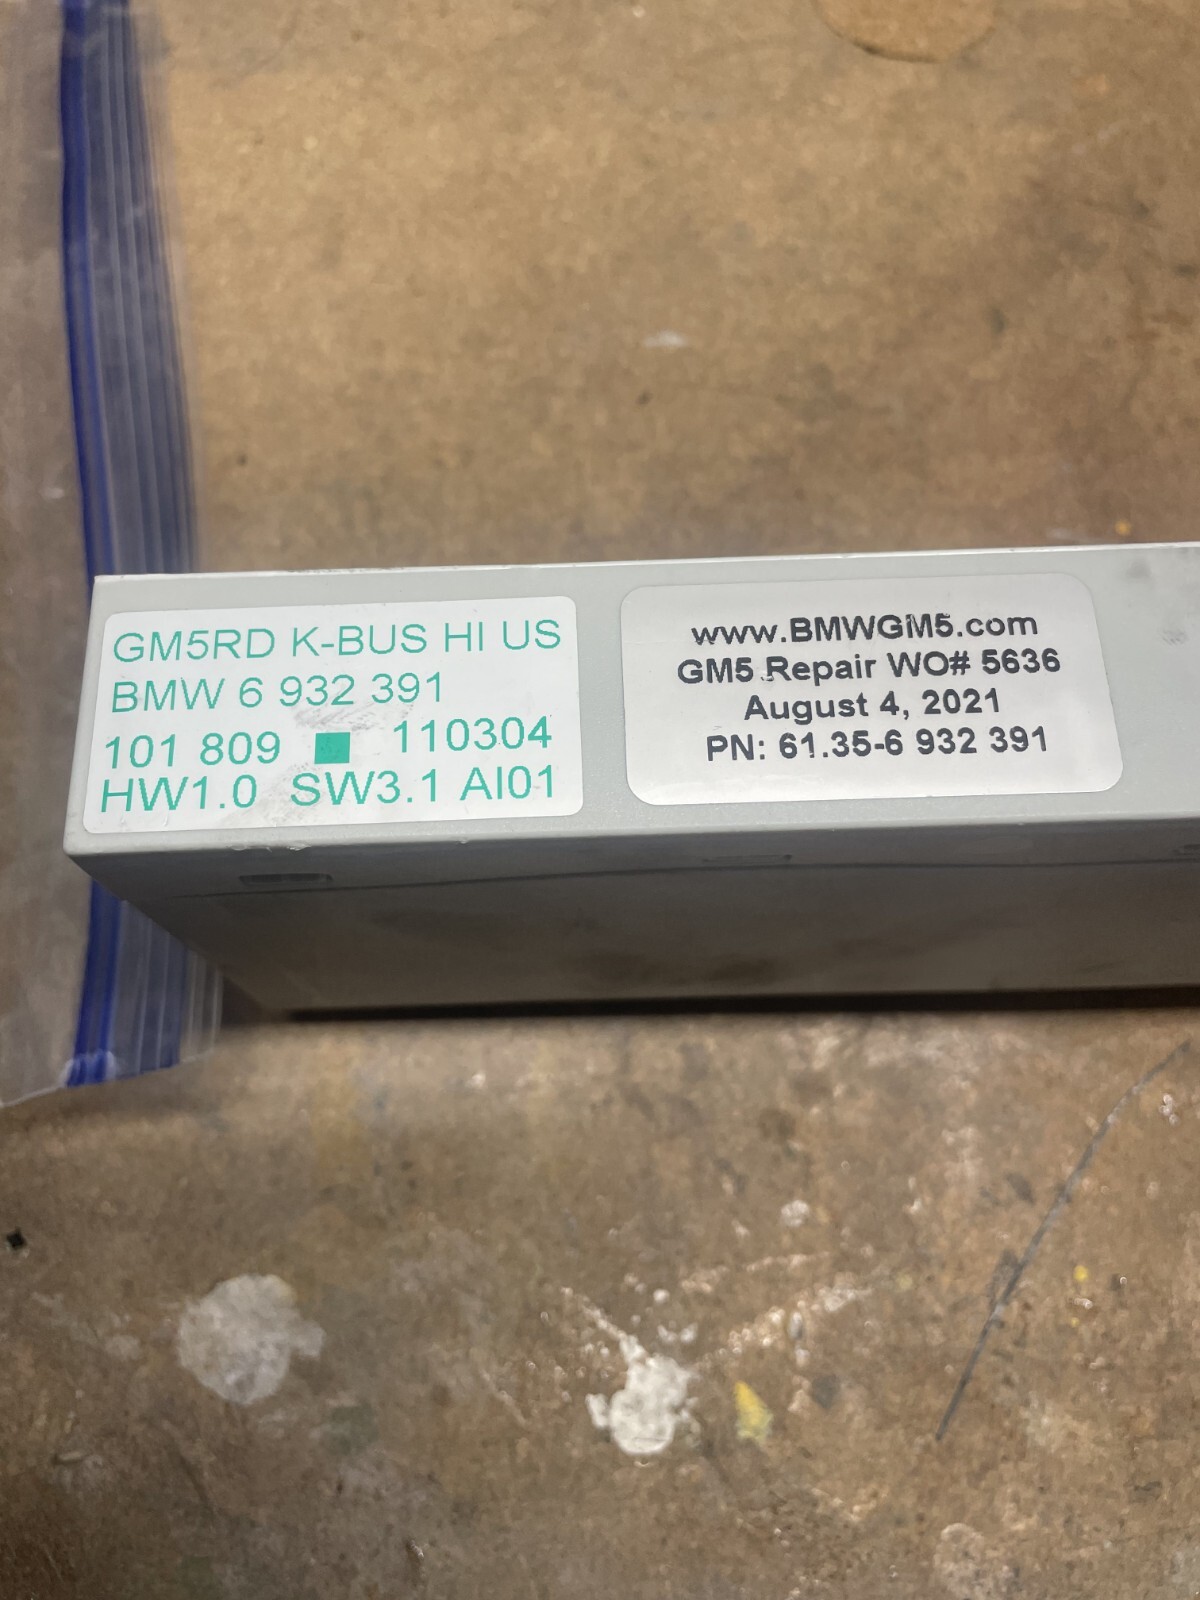 GM5RD K-BUS HI US
BMW 6 932 391
101 809 110304
HW1.0 SW3.1 AI01
www.BMWGM5.com
GM5 Repair WO# 5636
August 4, 2021
PN: 61.35-6 932 391